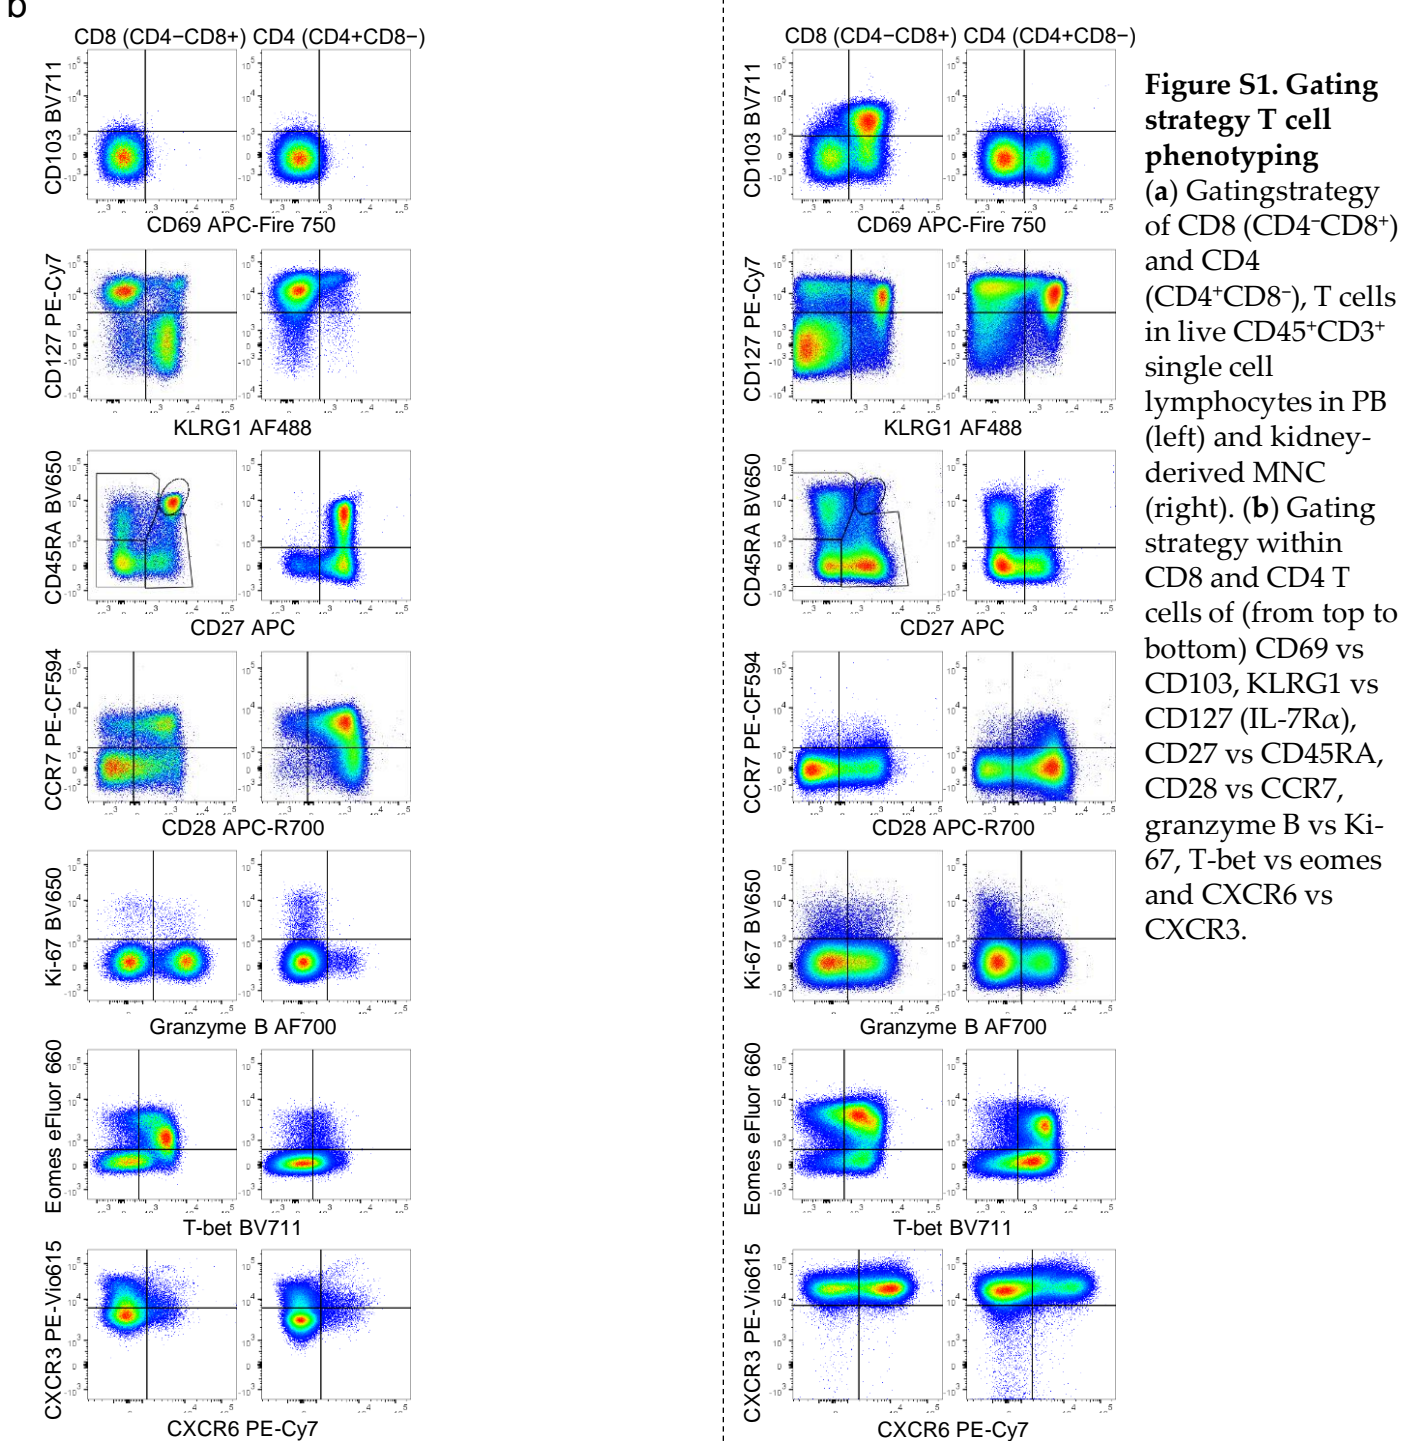 b
CD8 (CD4−CD8+) CD4 (CD4+CD8−)
CD103 BV711
CD69 APC-Fire 750
CD127 PE-Cy7
KLRG1 AF488
CD45RA BV650
CD27 APC
CCR7 PE-CF594
CD28 APC-R700
Ki-67 BV650
Granzyme B AF700
Eomes eFluor 660
T-bet BV711
CXCR3 PE-Vio615
CXCR6 PE-Cy7
CD8 (CD4−CD8+) CD4 (CD4+CD8−)
CD103 BV711
CD69 APC-Fire 750
CD127 PE-Cy7
KLRG1 AF488
CD45RA BV650
CD27 APC
CCR7 PE-CF594
CD28 APC-R700
Ki-67 BV650
Granzyme B AF700
Eomes eFluor 660
T-bet BV711
CXCR3 PE-Vio615
CXCR6 PE-Cy7
Figure S1. Gating
strategy T cell
phenotyping
(a) Gatingstrategy
of CD8 (CD4⁻CD8⁺)
and CD4
(CD4⁺CD8⁻), T cells
in live CD45⁺CD3⁺
single cell
lymphocytes in PB
(left) and kidney-
derived MNC
(right). (b) Gating
strategy within
CD8 and CD4 T
cells of (from top to
bottom) CD69 vs
CD103, KLRG1 vs
CD127 (IL-7Rα),
CD27 vs CD45RA,
CD28 vs CCR7,
granzyme B vs Ki-
67, T-bet vs eomes
and CXCR6 vs
CXCR3.